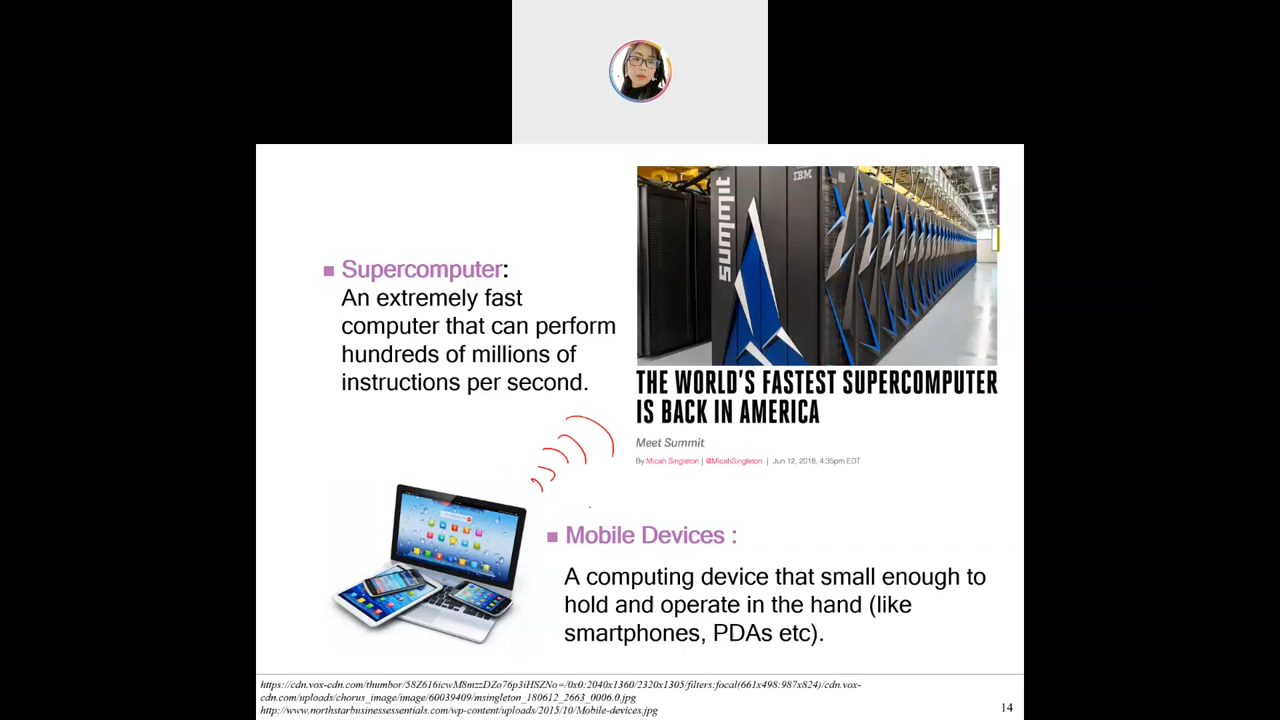 summit
IBM
Supercomputer:
An extremely fast
computer that can perform
hundreds of millions of
instructions per second.
THE WORLD'S FASTEST SUPERCOMPUTER
IS BACK IN AMERICA
Meet Summit
By Micah Singleton | @MicahSingleton | Jun 12, 2018, 4:35pm EDT
Mobile Devices :
A computing device that small enough to
hold and operate in the hand (like
smartphones, PDAs etc).
https://cdn.vox-cdn.com/thumbor/58Z616icwM8mzzDZo76p3iHSZNo=/0x0:2040x1360/2320x1305/filters:focal(661x498:987x824)/cdn.vox-
cdn.com/uploads/chorus_image/image/60039409/msingleton_180612_2663_0006.0.jpg
http://www.northstarbusinessessentials.com/wp-content/uploads/2015/10/Mobile-devices.jpg
14